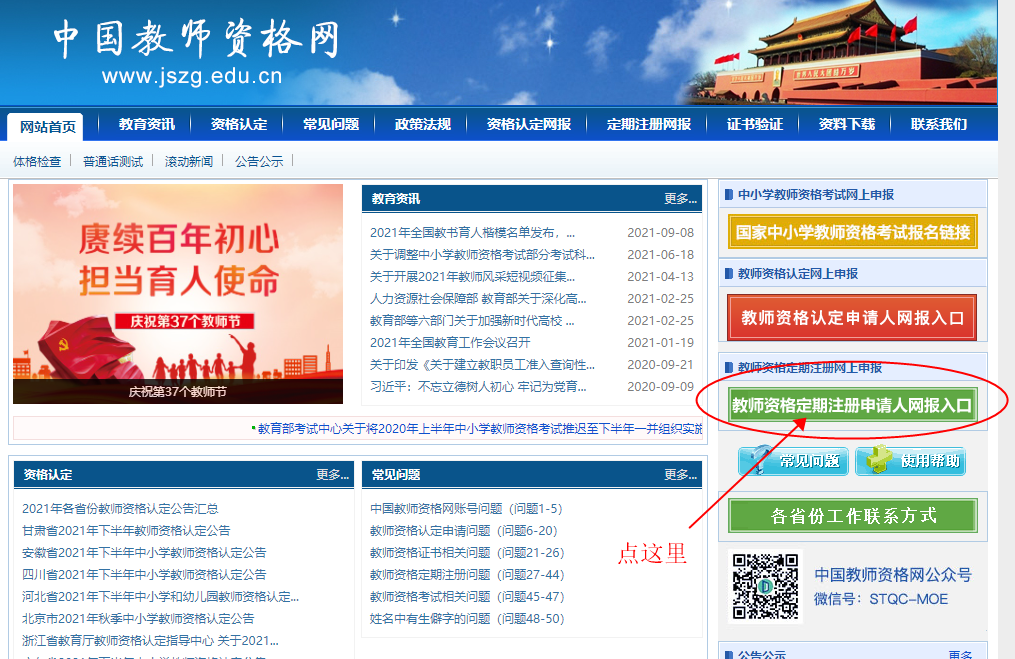 中国教师资格网
www.jszg.edu.cn
网站首页 教育资讯 资格认定 常见问题 政策法规 资格认定网报 定期注册网报 证书验证 资料下载 联系我们
体格检查 普通话测试 滚动新闻 公告公示
赓续百年初心
担当育人使命
庆祝第37个教师节
庆祝第37个教师节
教育资讯 更多...
2021年全国教书育人楷模名单发布，... 2021-09-08
关于调整中小学教师资格考试部分考试科... 2021-06-18
关于开展2021年教师风采短视频征集... 2021-04-13
人力资源社会保障部 教育部关于深化高... 2021-02-25
教育部等六部门关于加强新时代高校 ... 2021-02-25
2021年全国教育工作会议召开 2021-01-19
关于印发《关于建立教职员工准入查询性... 2020-09-21
习近平：不忘立德树人初心 牢记为党育... 2020-09-09
教育部考试中心关于将2020年上半年中小学教师资格考试推迟至下半年一并组织实施
资格认定 更多...
2021年各省份教师资格认定公告汇总
甘肃省2021年下半年教师资格认定公告
安徽省2021年下半年中小学教师资格认定公告
四川省2021年下半年中小学教师资格认定公告
河北省2021年下半年中小学和幼儿园教师资格认定...
北京市2021年秋季中小学教师资格认定公告
浙江省教育厅教师资格认定指导中心 关于2021...
常见问题 更多...
中国教师资格网账号问题（问题1-5）
教师资格认定申请问题（问题6-20）
教师资格证书相关问题（问题21-26）
教师资格定期注册问题（问题27-44）
教师资格考试相关问题（问题45-47）
姓名中有生僻字的问题（问题48-50）
中小学教师资格考试网上申报
国家中小学教师资格考试报名链接
教师资格认定网上申报
教师资格认定申请人网报入口
教师资格定期注册网上申报
教师资格定期注册申请人网报入口
常见问题 使用帮助
各省份工作联系方式
点这里
中国教师资格网公众号
微信号：STQC-MOE
公告公示 更多